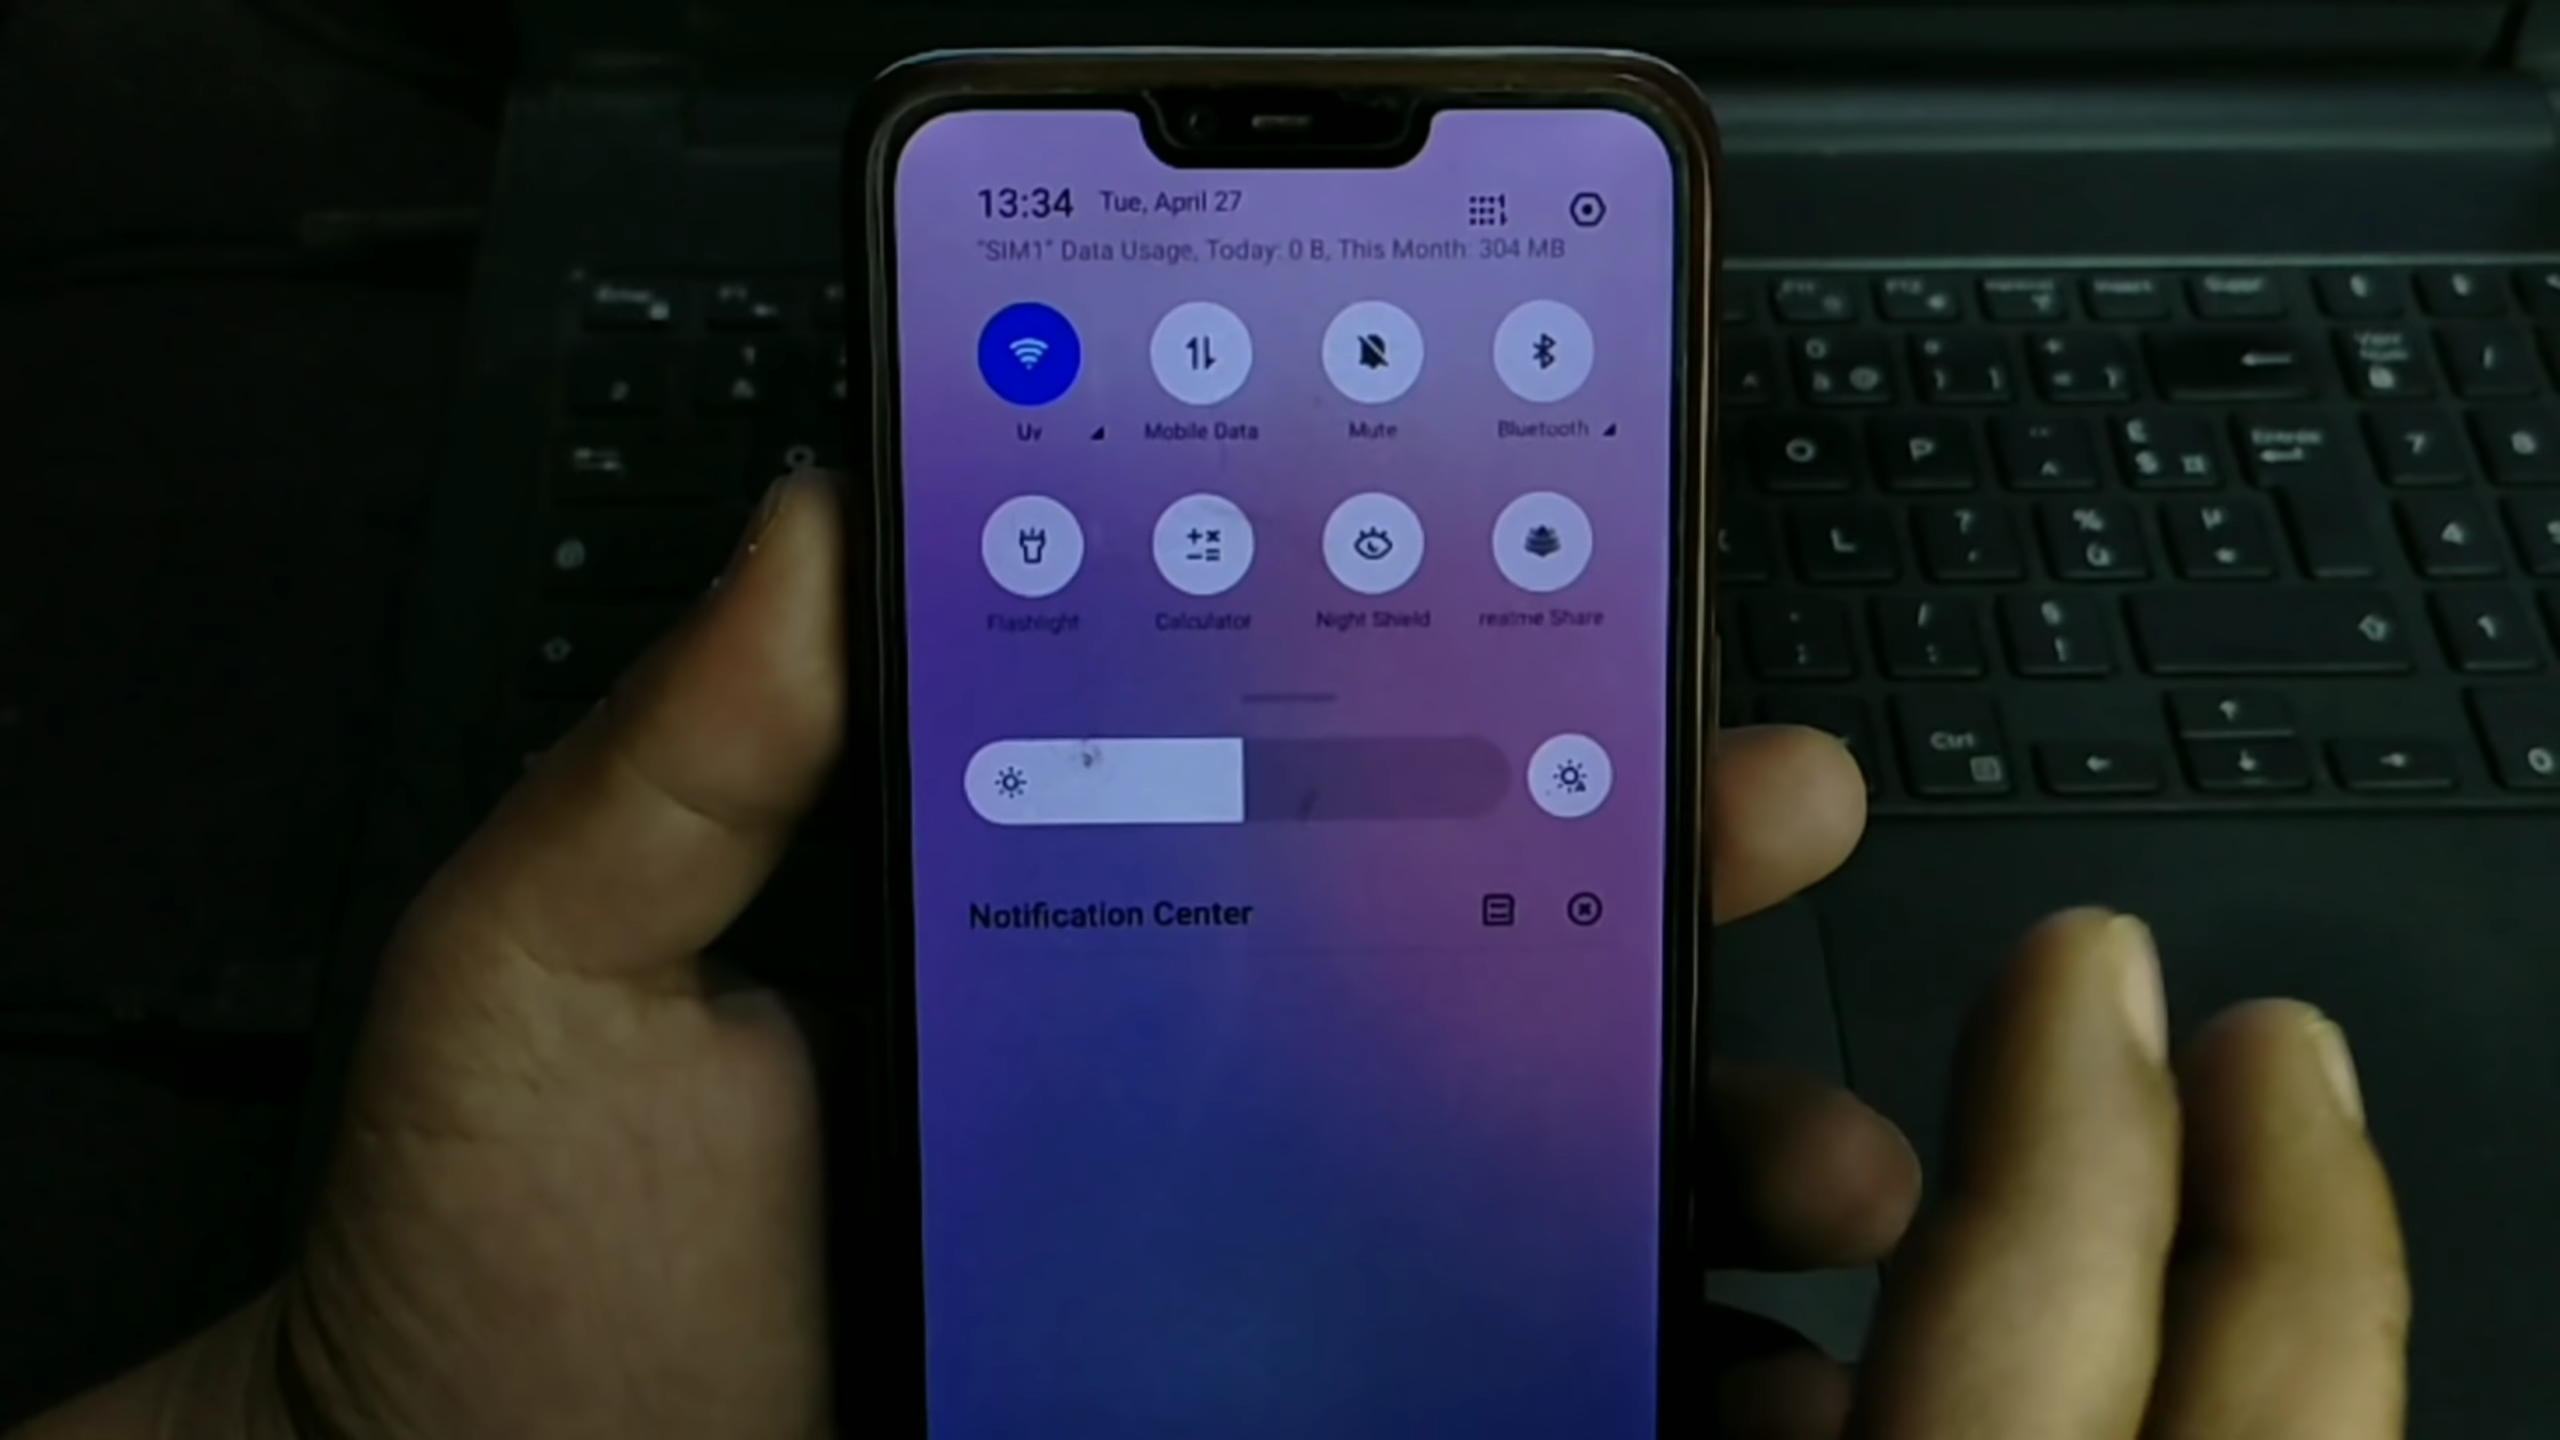 13:34 Tue, April 27
"SIM1" Data Usage, Today: 0 B, This Month: 304 MB
Uv Mobile Data Mute Bluetooth
Flashlight Calculator Night Shield realme Share
Notification Center
O P
L
Ctrl